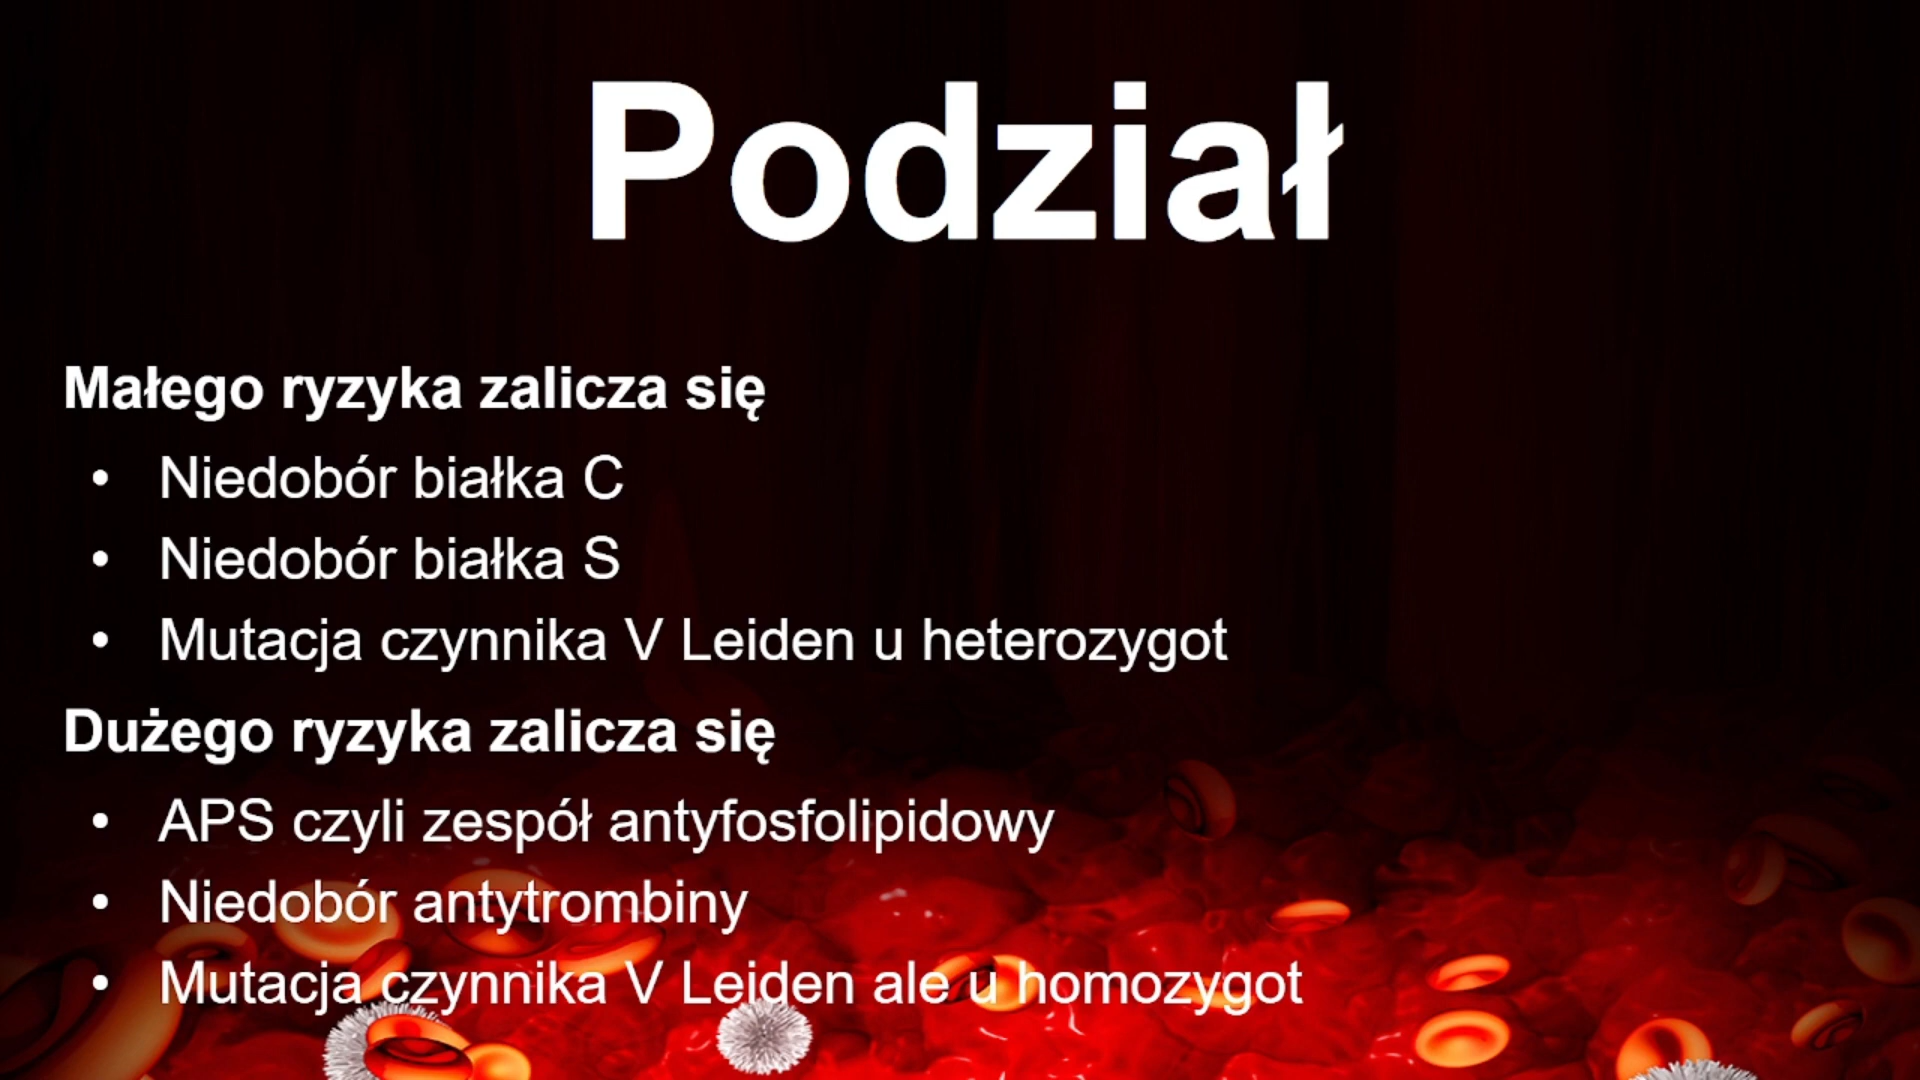 Podział
Małego ryzyka zalicza się
• Niedobór białka C
• Niedobór białka S
• Mutacja czynnika V Leiden u heterozygot
Dużego ryzyka zalicza się
• APS czyli zespół antyfosfolipidowy
• Niedobór antytrombiny
• Mutacja czynnika V Leiden ale u homozygot